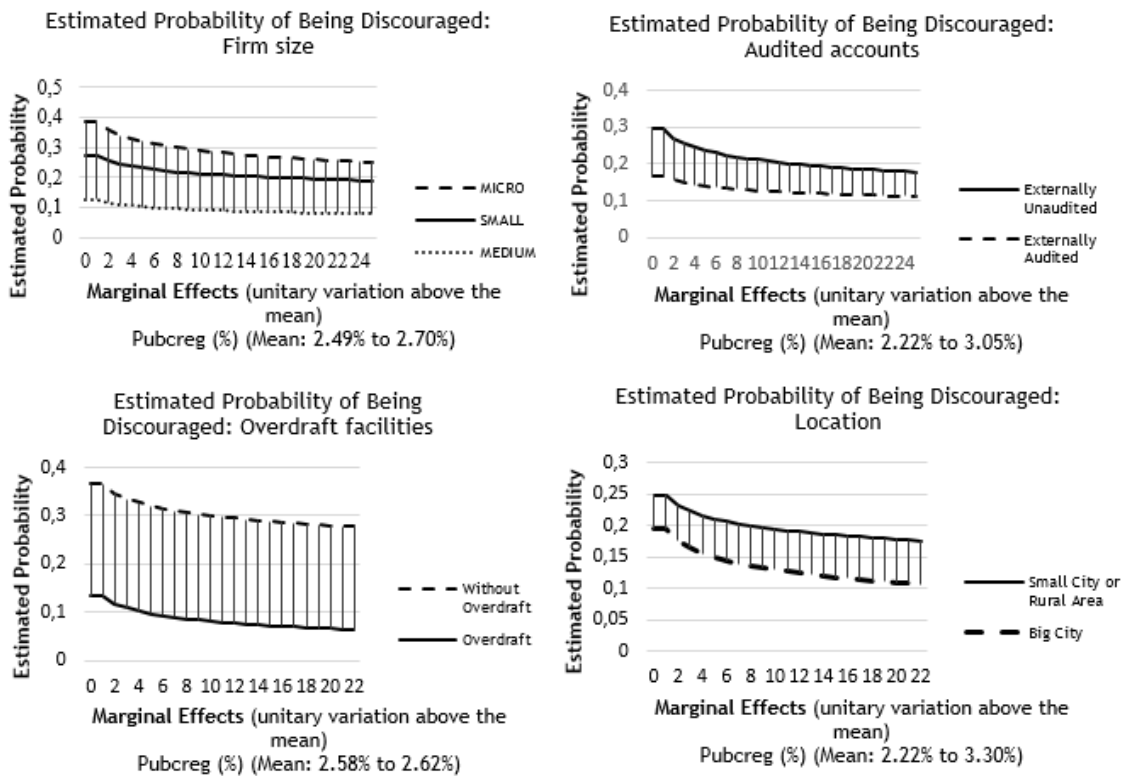 Estimated Probability of Being Discouraged:
Firm size
Estimated Probability
0,5
0,4
0,3
0,2
0,1
0
0 2 4 6 8 10 12 14 16 18 20 22 24
MICRO
SMALL
MEDIUM
Marginal Effects (unitary variation above the
mean)
Pubcreg (%) (Mean: 2.49% to 2.70%)
Estimated Probability of Being Discouraged:
Audited accounts
Estimated Probability
0,4
0,3
0,2
0,1
0
0 2 4 6 8 10 12 14 16 18 20 22 24
Externally
Unaudited
Externally
Audited
Marginal Effects (unitary variation above the
mean)
Pubcreg (%) (Mean: 2.22% to 3.05%)
Estimated Probability of Being
Discouraged: Overdraft facilities
Estimated Probability
0,4
0,3
0,2
0,1
0
0 2 4 6 8 10 12 14 16 18 20 22
Without
Overdraft
Overdraft
Marginal Effects (unitary variation above the
mean)
Pubcreg (%) (Mean: 2.58% to 2.62%)
Estimated Probability of Being Discouraged:
Location
Estimated Probability
0,3
0,25
0,2
0,15
0,1
0,05
0
0 2 4 6 8 10 12 14 16 18 20 22
Small City or
Rural Area
Big City
Marginal Effects (unitary variation above the
mean)
Pubcreg (%) (Mean: 2.22% to 3.30%)